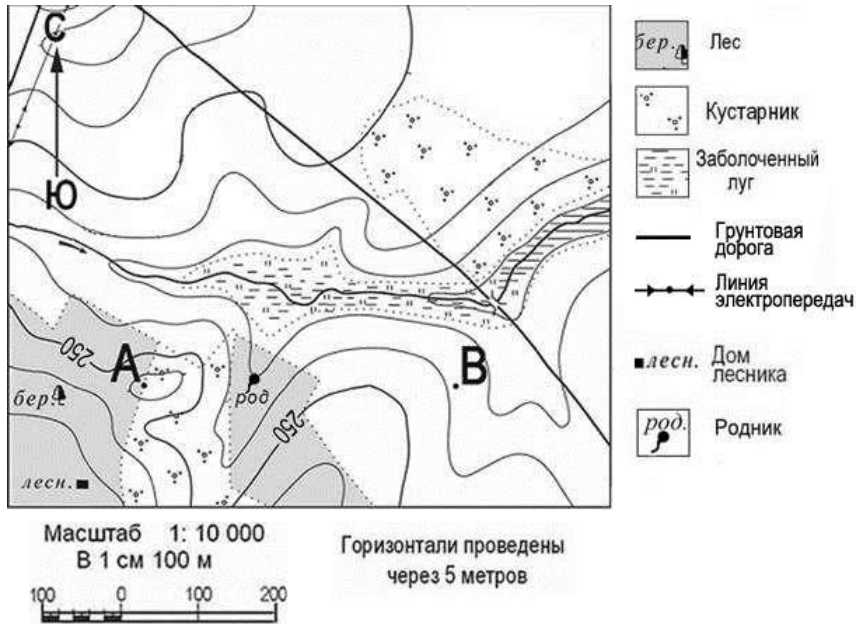 С
Ю
250
А
бер.
лесн.
род
250
В
бер.
Лес
Кустарник
Заболоченный
луг
Грунтовая
дорога
Линия
электропередач
лесн.
Дом
лесника
род.
Родник
Масштаб 1: 10 000
В 1 см 100 м
100 0 100 200
Горизонтали проведены
через 5 метров